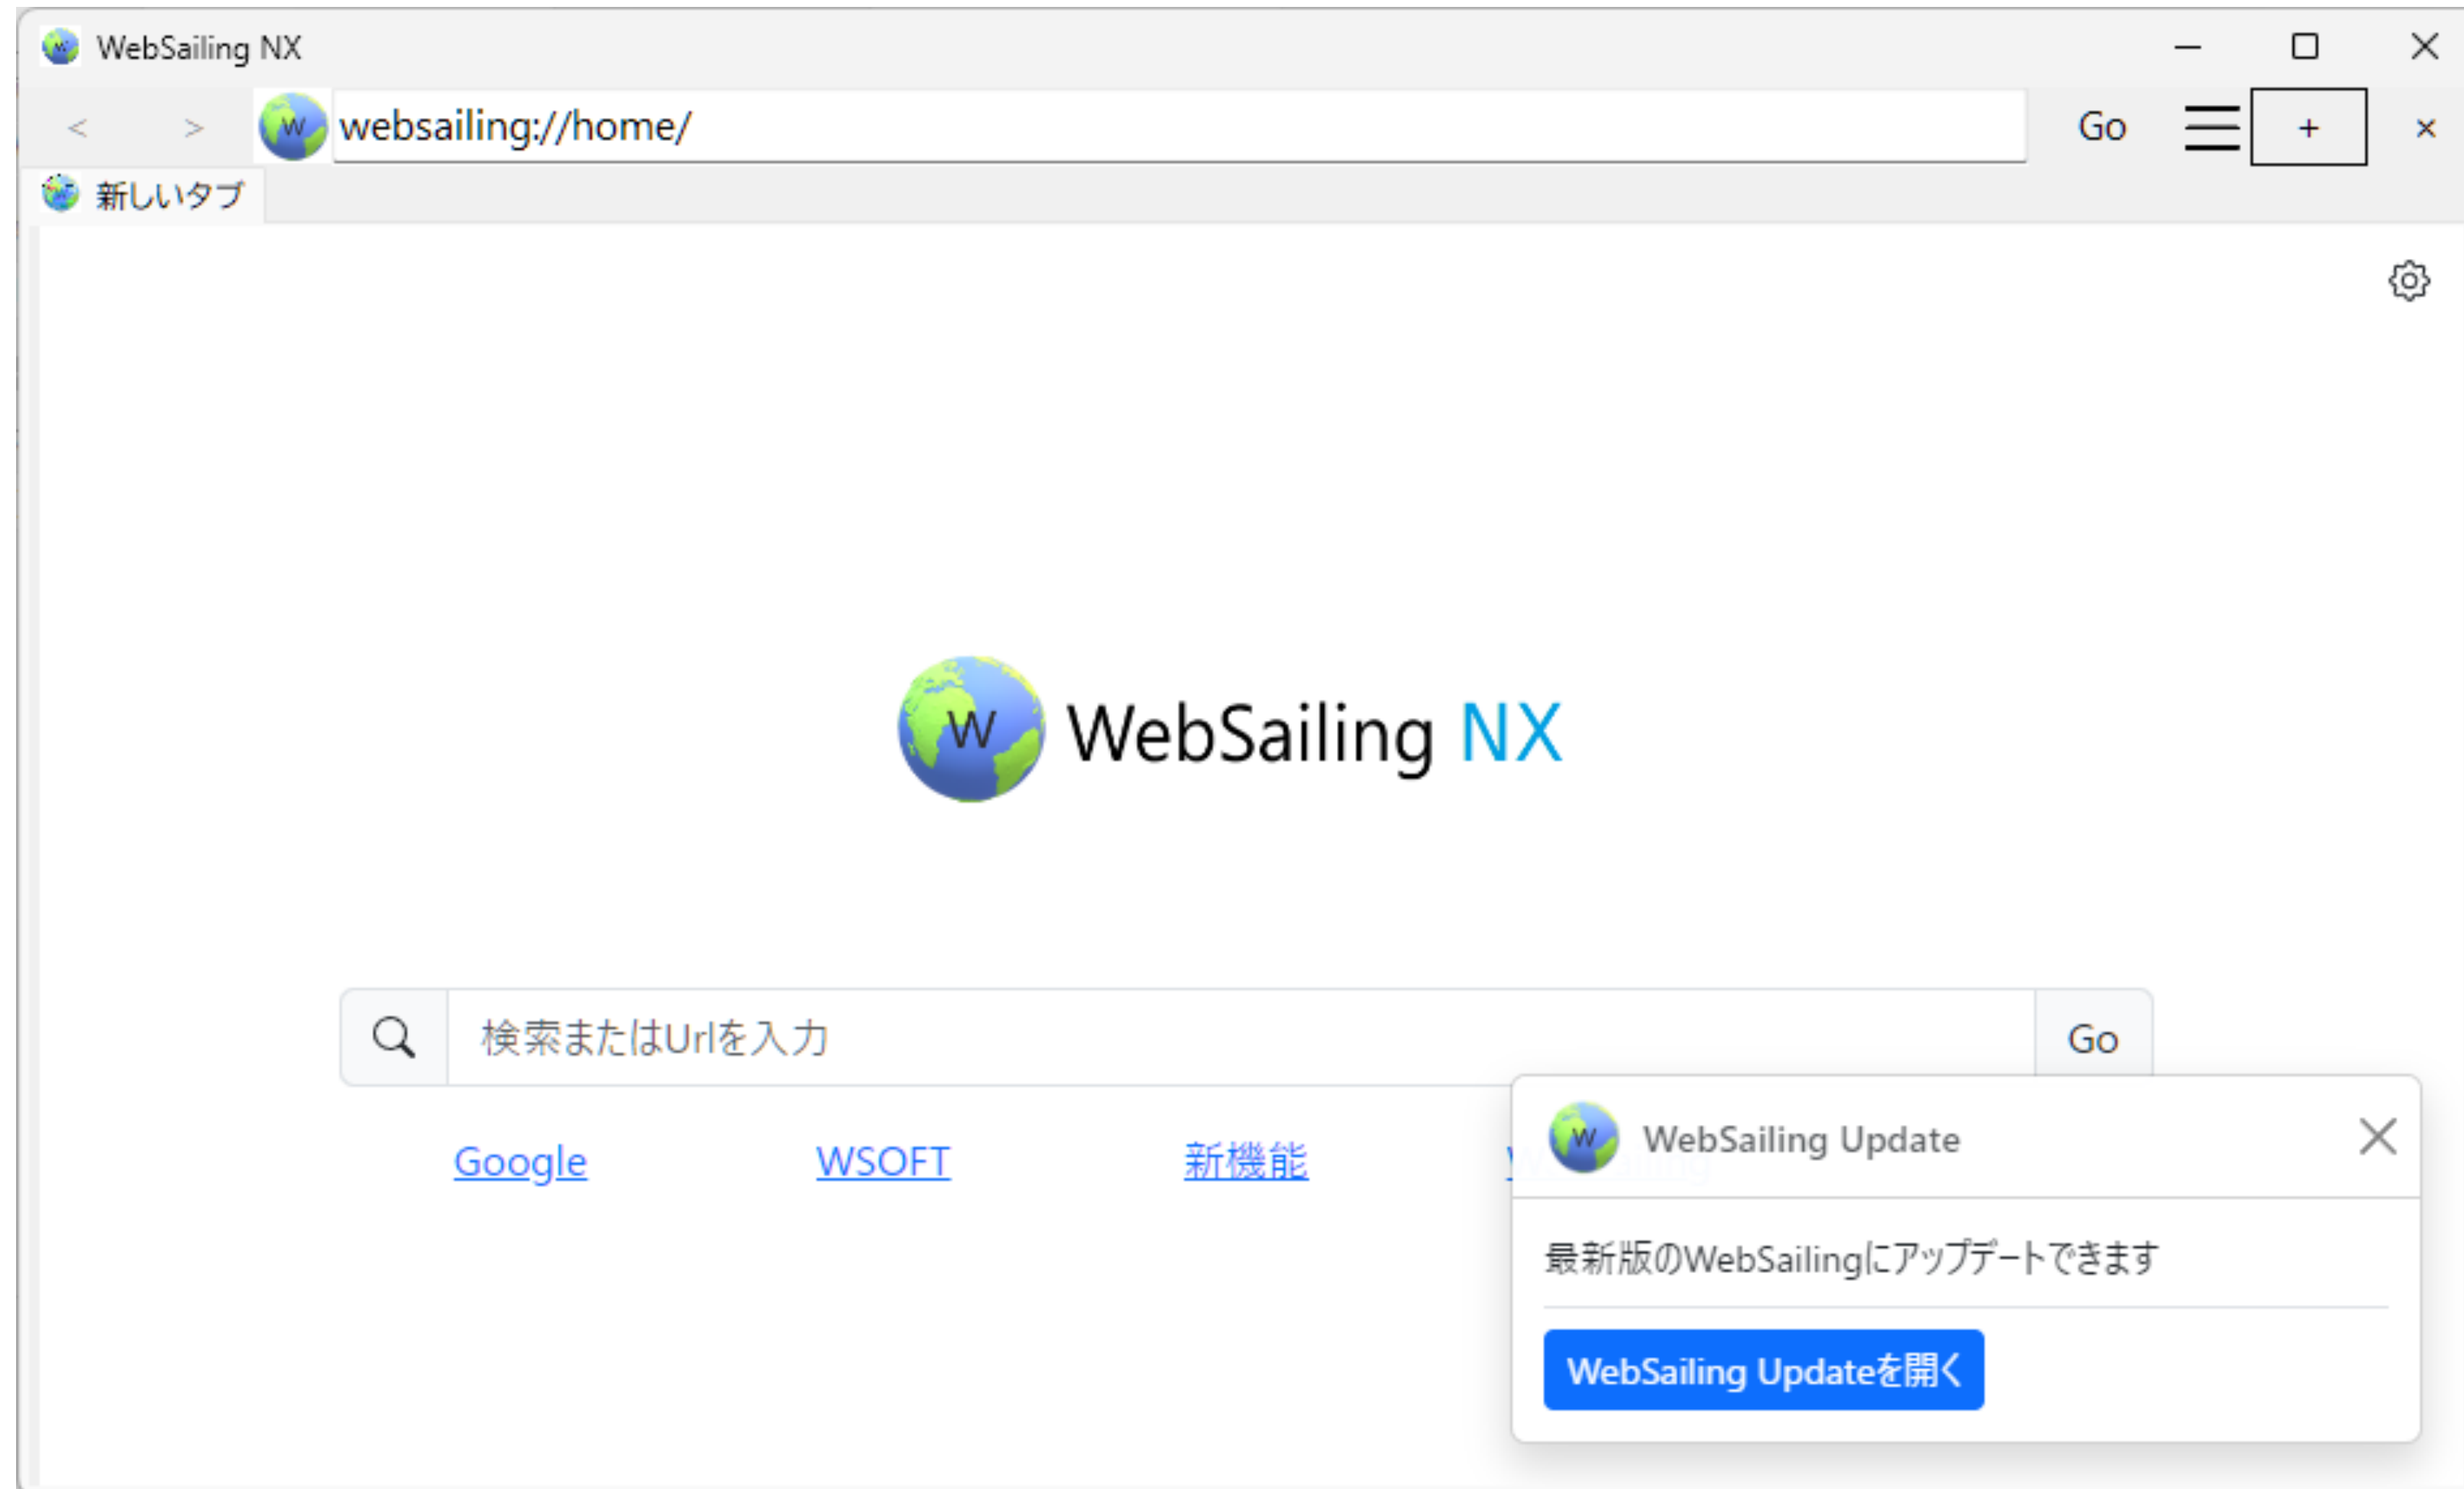 WebSailing NX
< > W websailing://home/ Go + ×
新しいタブ
W WebSailing NX
検索またはUrlを入力 Go
Google WSOFT 新機能
W WebSailing Update
最新版のWebSailingにアップデートできます
WebSailing Updateを開く